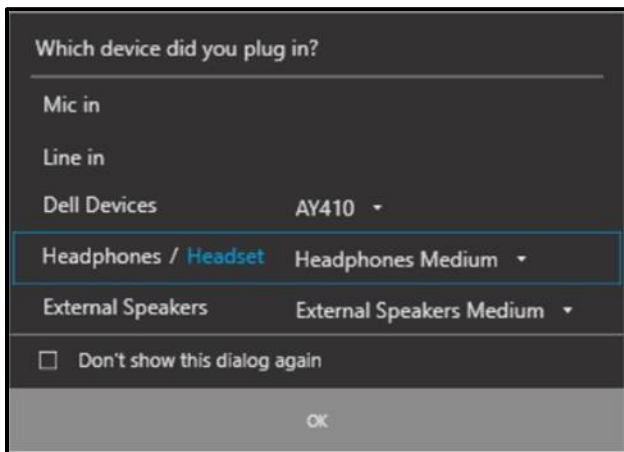 Which device did you plug in?
Mic in
Line in
Dell Devices AY410
Headphones / Headset Headphones Medium
External Speakers External Speakers Medium
Don't show this dialog again
OK